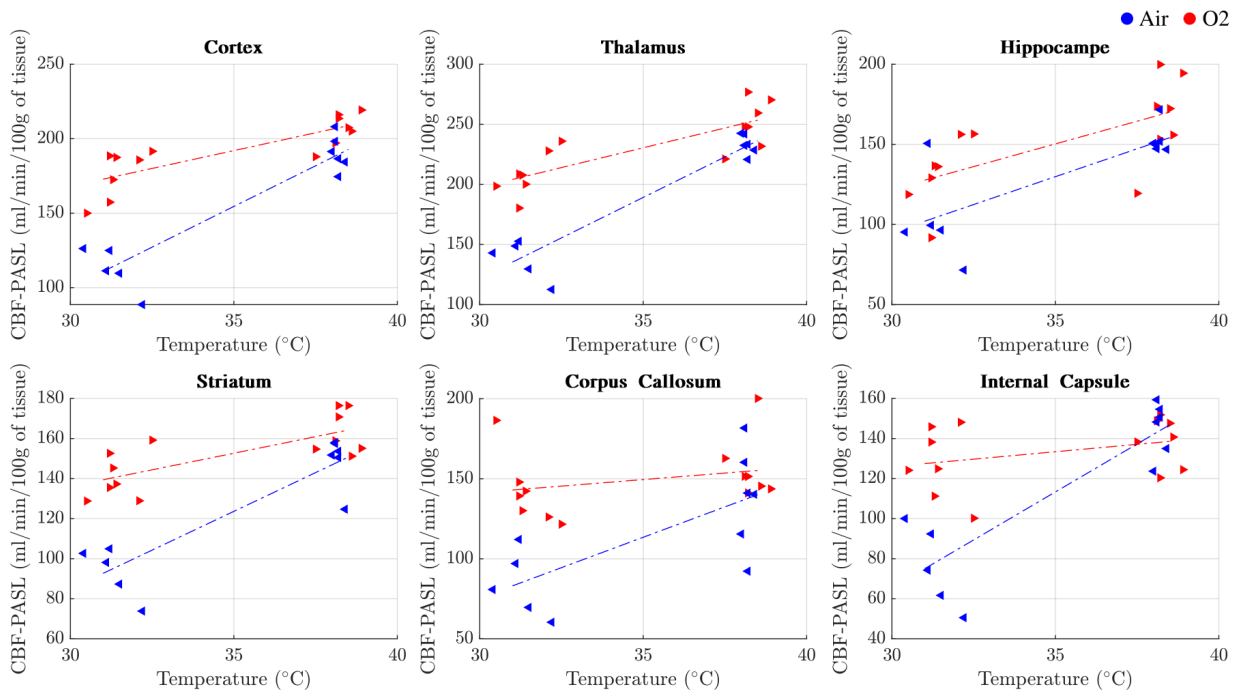 Air O2
Cortex
CBF-PASL (ml/min/100g of tissue)
250
200
150
100
30 35 40
Temperature (°C)
Thalamus
CBF-PASL (ml/min/100g of tissue)
300
250
200
150
100
30 35 40
Temperature (°C)
Hippocampe
CBF-PASL (ml/min/100g of tissue)
200
150
100
50
30 35 40
Temperature (°C)
Striatum
CBF-PASL (ml/min/100g of tissue)
180
160
140
120
100
80
60
30 35 40
Temperature (°C)
Corpus Callosum
CBF-PASL (ml/min/100g of tissue)
200
150
100
50
30 35 40
Temperature (°C)
Internal Capsule
CBF-PASL (ml/min/100g of tissue)
160
140
120
100
80
60
40
30 35 40
Temperature (°C)